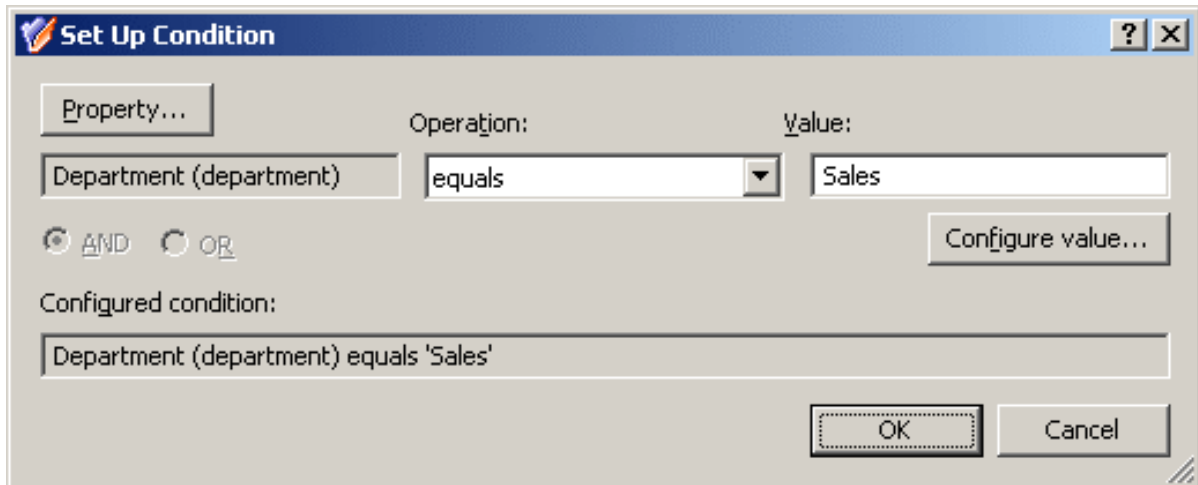 Set Up Condition
Property...
Operation:
Value:
Department (department)
equals
Sales
AND
OR
Configure value...
Configured condition:
Department (department) equals 'Sales'
OK
Cancel